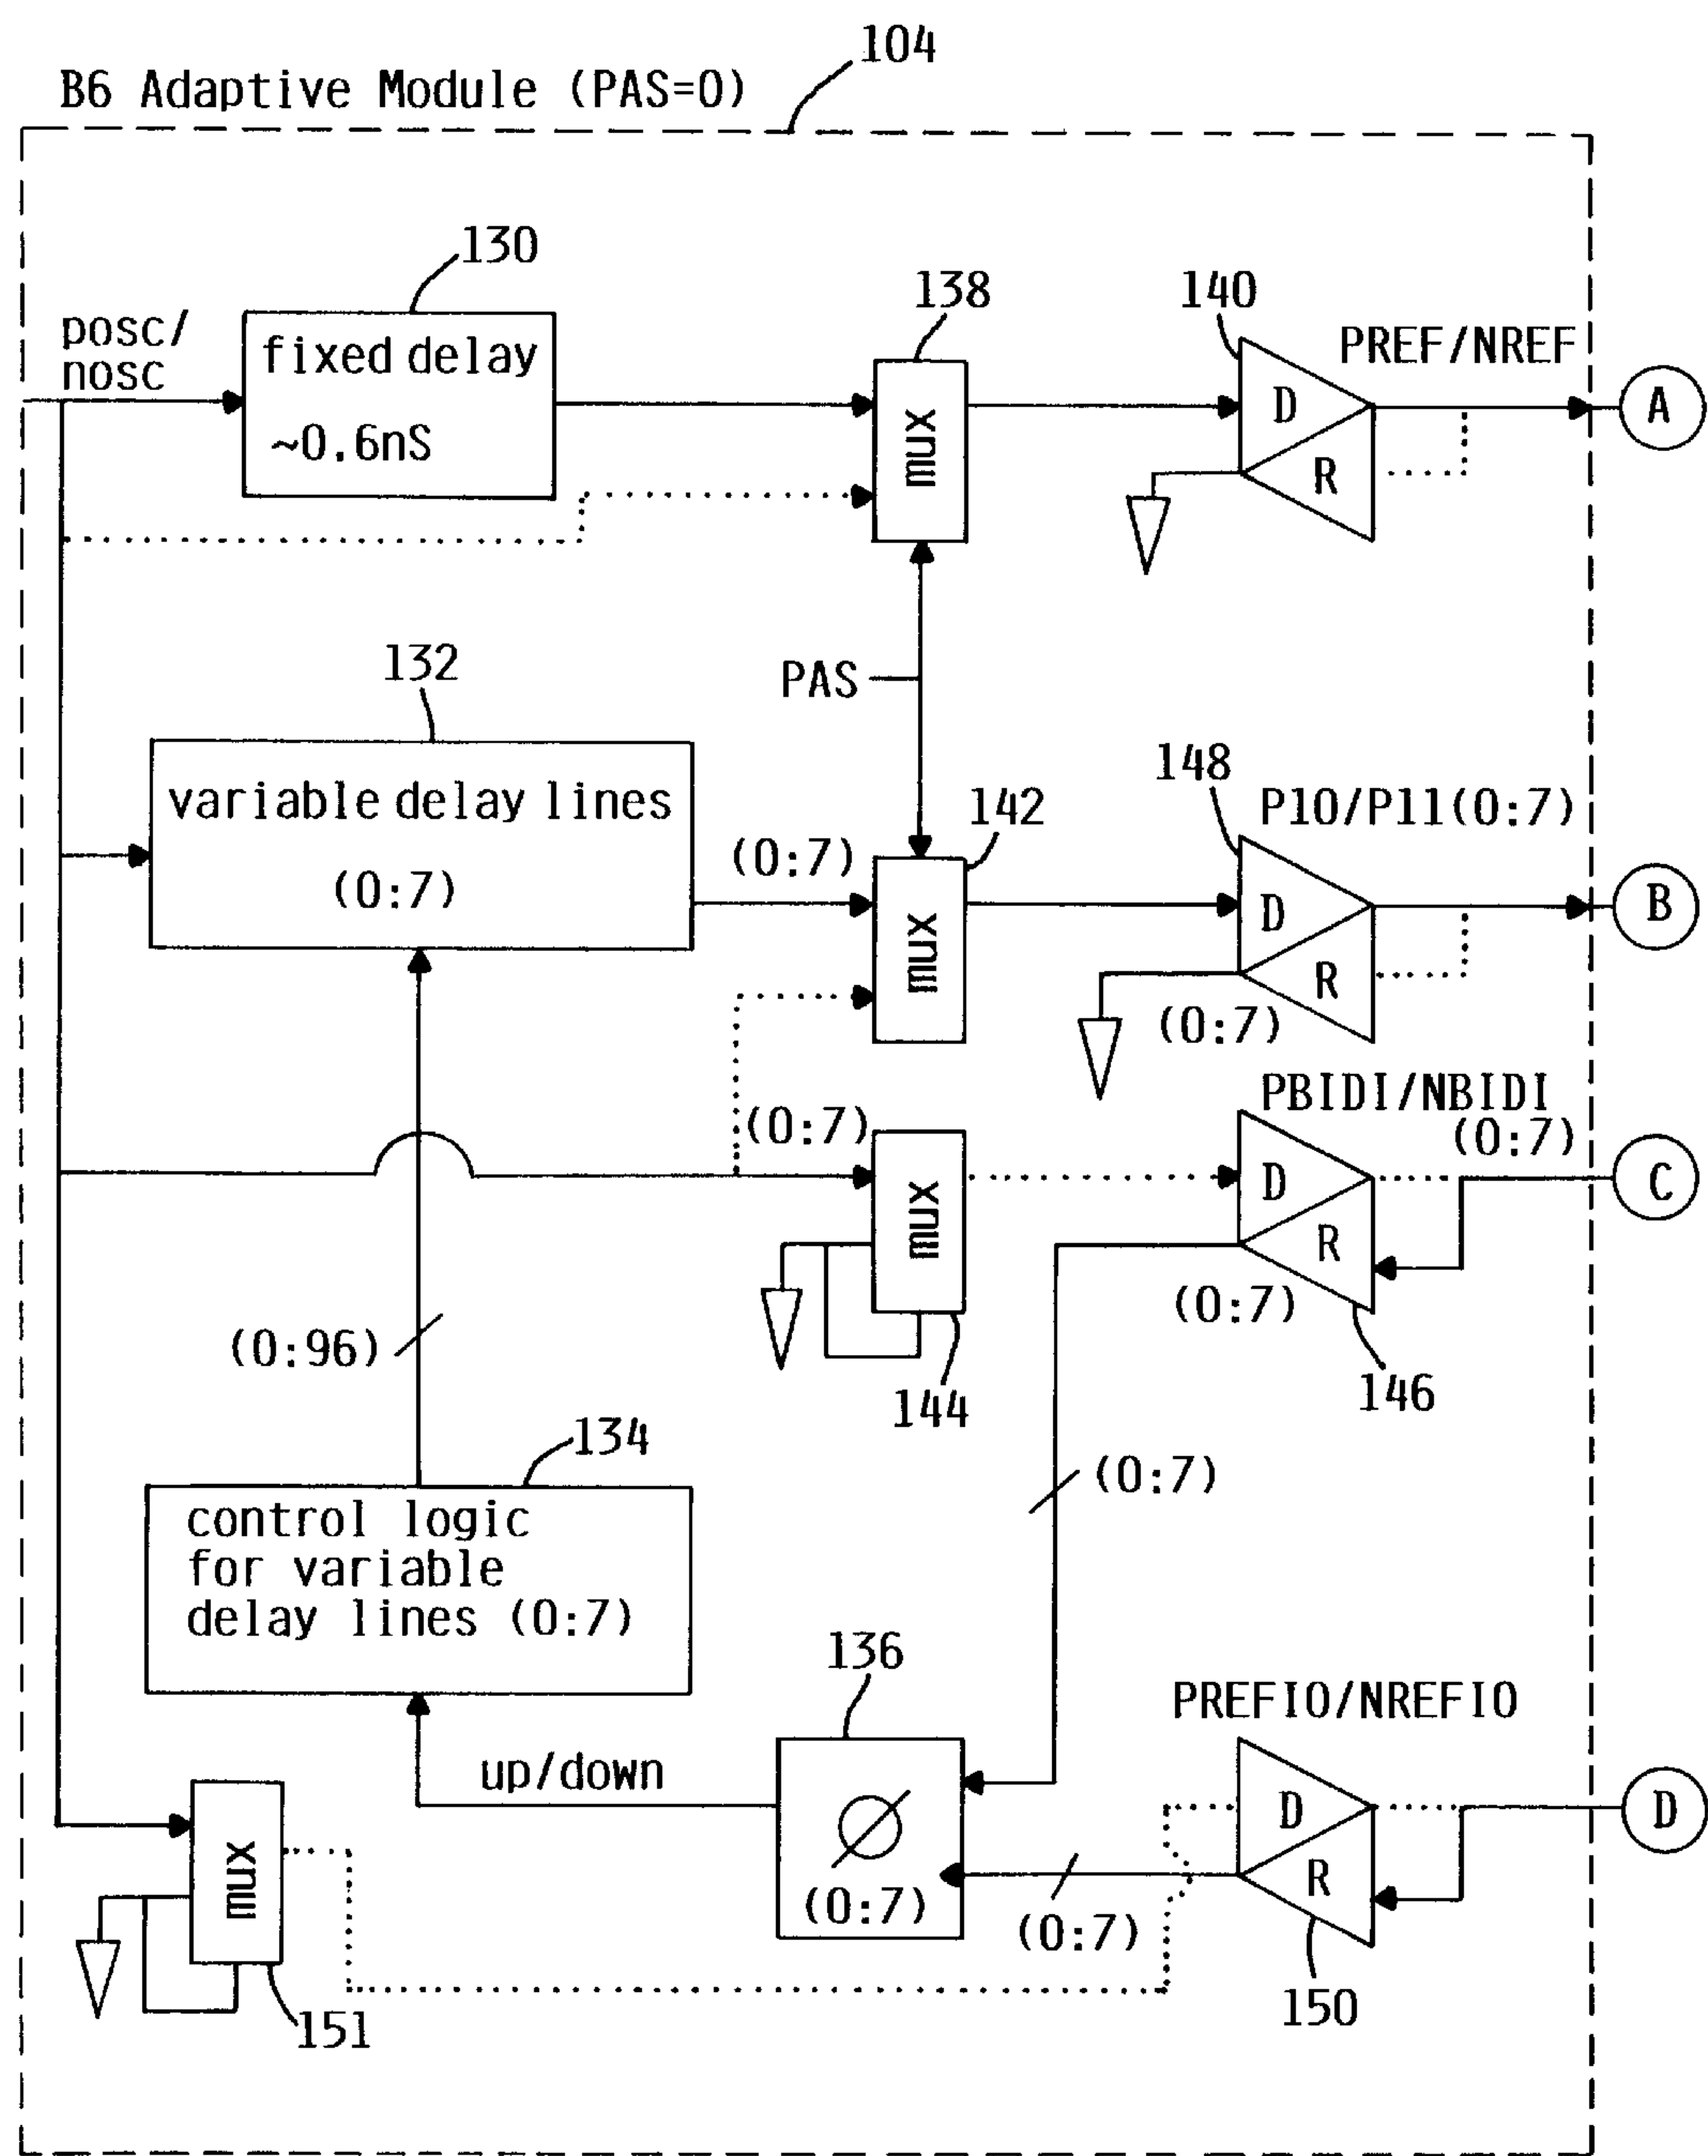 104
B6 Adaptive Module (PAS=0)
130
138
140
posc/
nosc
fixed delay
~0.6nS
mux
D
R
PREF/NREF
A
132
PAS
148
142
P10/P11(0:7)
variable delay lines
(0:7)
(0:7)
mux
D
R
(0:7)
B
PBIDI/NBIDI
(0:7)
(0:7)
mux
D
R
(0:7)
C
(0:96)
144
146
134
(0:7)
control logic
for variable
delay lines (0:7)
136
PREFIO/NREFIO
up/down
mux
(0:7)
(0:7)
D
R
D
151
150